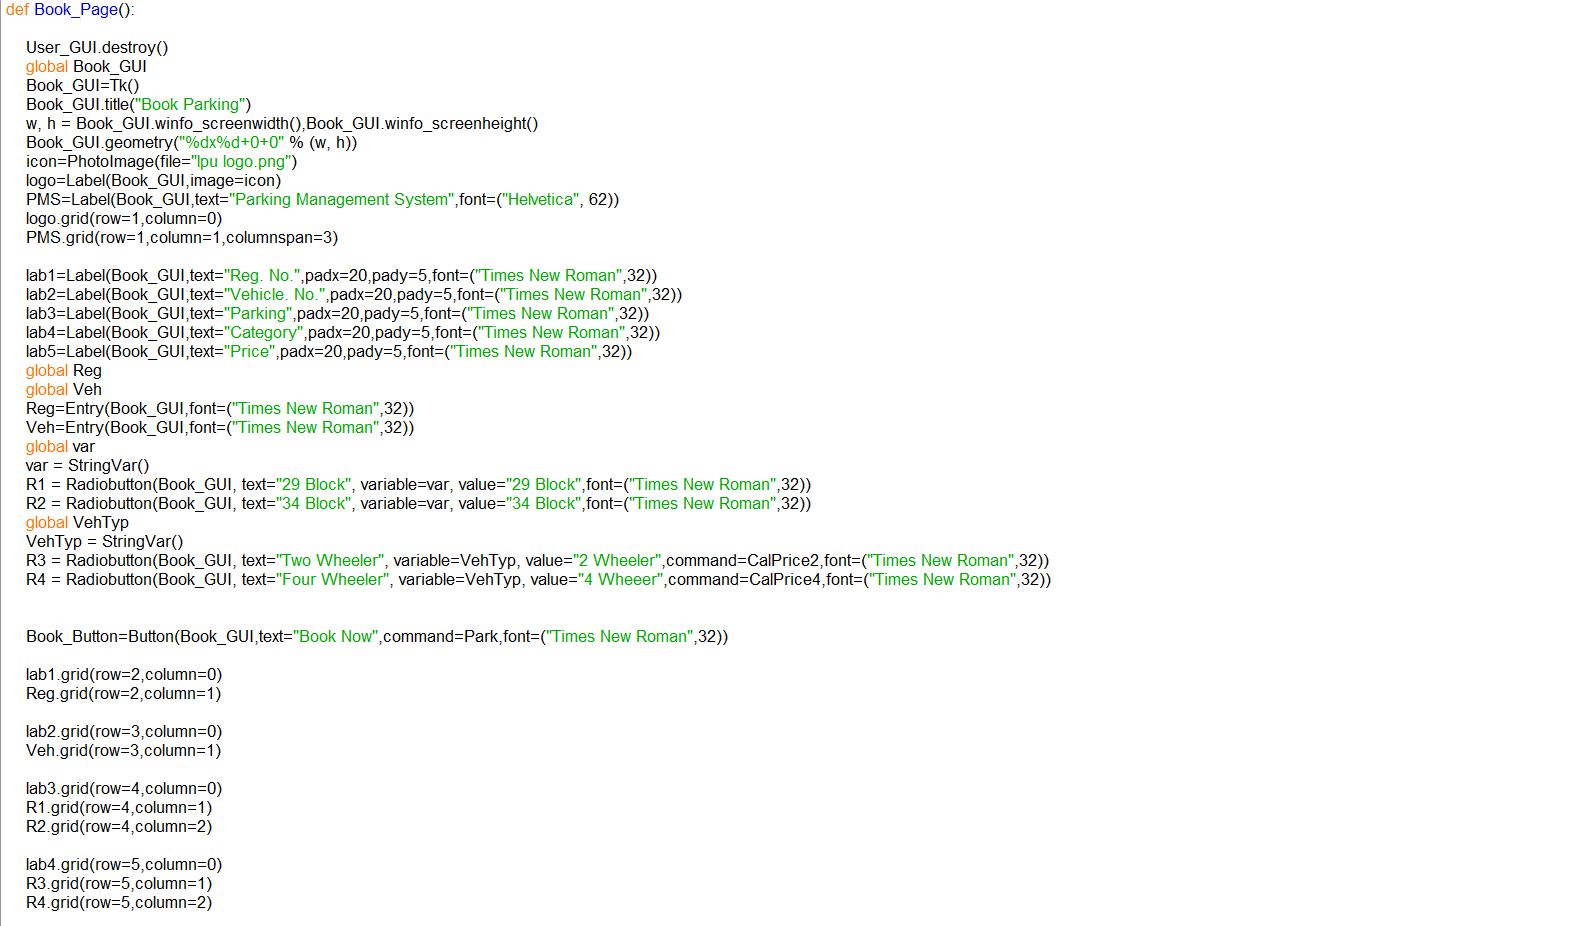 def Book_Page():
User_GUI.destroy()
global Book_GUI
Book_GUI=Tk()
Book_GUI.title("Book Parking")
w, h = Book_GUI.winfo_screenwidth(),Book_GUI.winfo_screenheight()
Book_GUI.geometry("%dx%d+0+0" % (w, h))
icon=PhotoImage(file="lpu logo.png")
logo=Label(Book_GUI,image=icon)
PMS=Label(Book_GUI,text="Parking Management System",font=("Helvetica", 62))
logo.grid(row=1,column=0)
PMS.grid(row=1,column=1,columnspan=3)
lab1=Label(Book_GUI,text="Reg. No.",padx=20,pady=5,font=("Times New Roman",32))
lab2=Label(Book_GUI,text="Vehicle. No.",padx=20,pady=5,font=("Times New Roman",32))
lab3=Label(Book_GUI,text="Parking",padx=20,pady=5,font=("Times New Roman",32))
lab4=Label(Book_GUI,text="Category",padx=20,pady=5,font=("Times New Roman",32))
lab5=Label(Book_GUI,text="Price",padx=20,pady=5,font=("Times New Roman",32))
global Reg
global Veh
Reg=Entry(Book_GUI,font=("Times New Roman",32))
Veh=Entry(Book_GUI,font=("Times New Roman",32))
global var
var = StringVar()
R1 = Radiobutton(Book_GUI, text="29 Block", variable=var, value="29 Block",font=("Times New Roman",32))
R2 = Radiobutton(Book_GUI, text="34 Block", variable=var, value="34 Block",font=("Times New Roman",32))
global VehTyp
VehTyp = StringVar()
R3 = Radiobutton(Book_GUI, text="Two Wheeler", variable=VehTyp, value="2 Wheeler",command=CalPrice2,font=("Times New Roman",32))
R4 = Radiobutton(Book_GUI, text="Four Wheeler", variable=VehTyp, value="4 Wheeer",command=CalPrice4,font=("Times New Roman",32))
Book_Button=Button(Book_GUI,text="Book Now",command=Park,font=("Times New Roman",32))
lab1.grid(row=2,column=0)
Reg.grid(row=2,column=1)
lab2.grid(row=3,column=0)
Veh.grid(row=3,column=1)
lab3.grid(row=4,column=0)
R1.grid(row=4,column=1)
R2.grid(row=4,column=2)
lab4.grid(row=5,column=0)
R3.grid(row=5,column=1)
R4.grid(row=5,column=2)